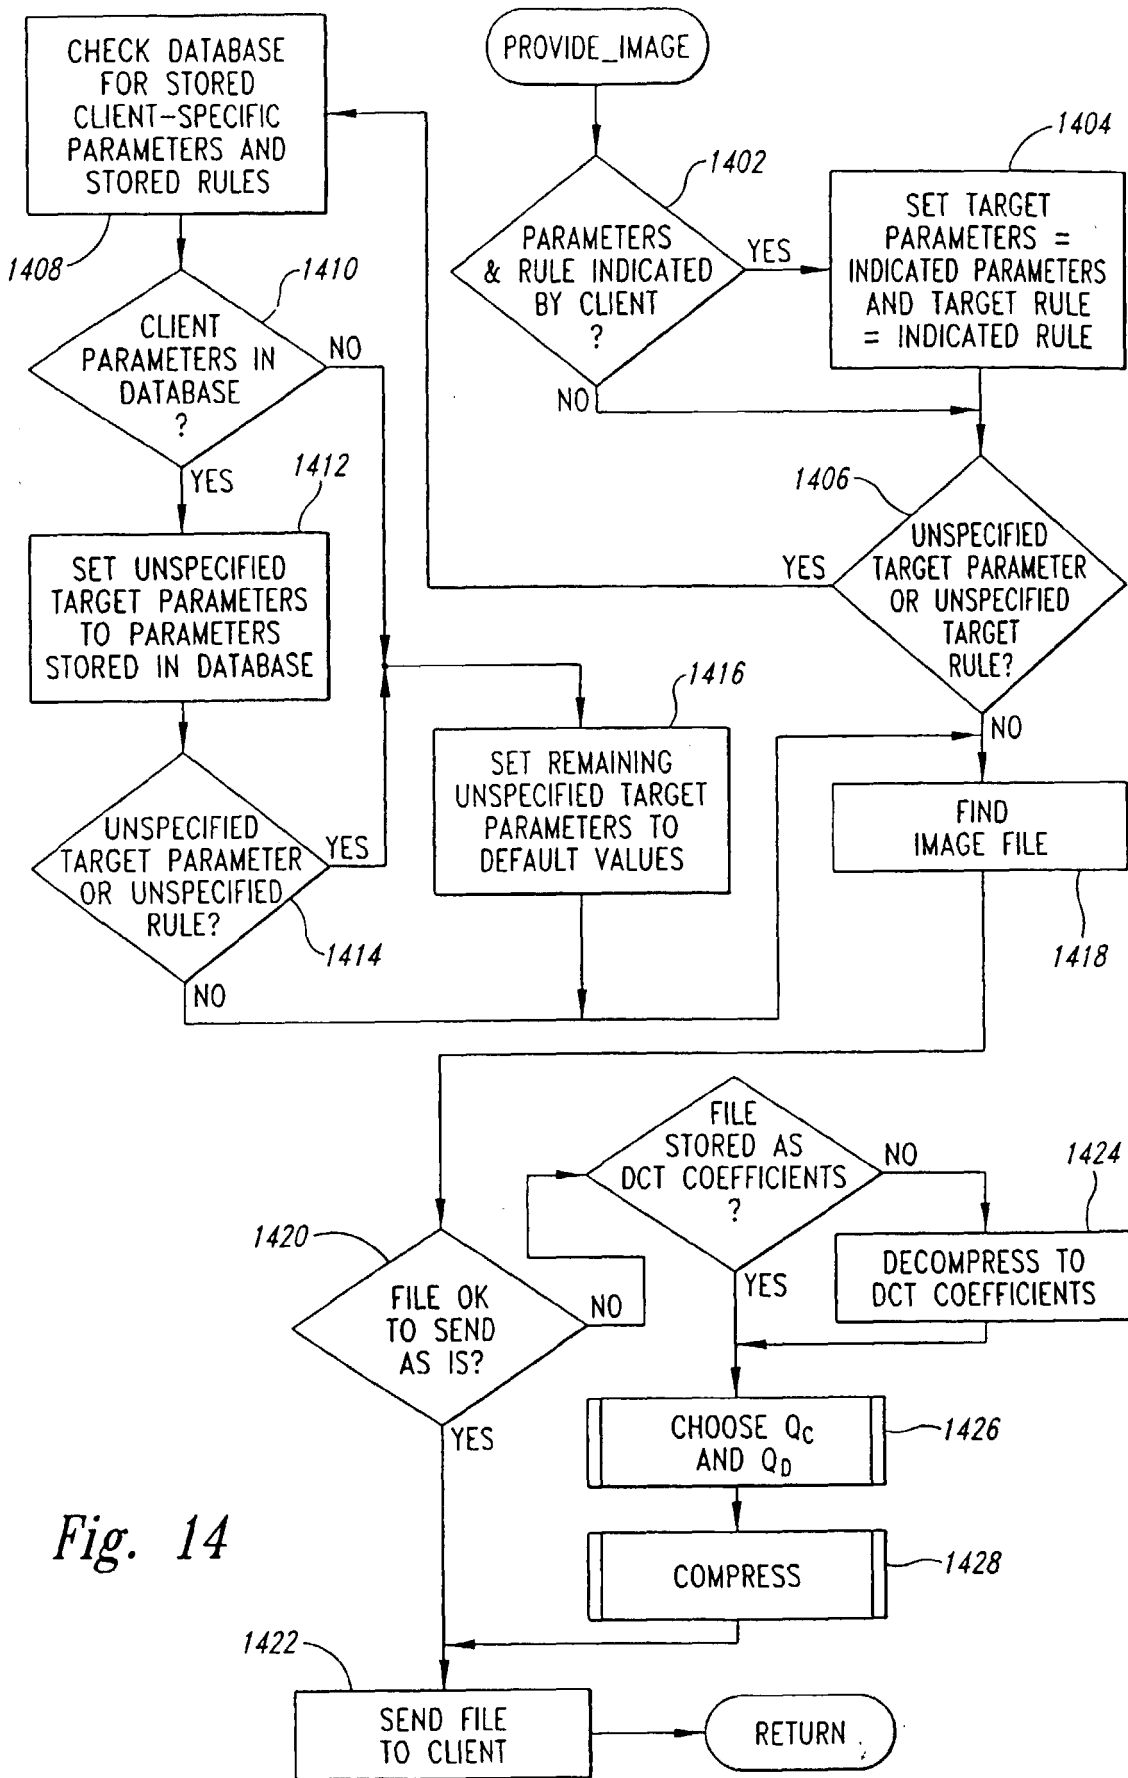 PROVIDE_IMAGE
1402
PARAMETERS
& RULE INDICATED
BY CLIENT
?
YES
NO
1404
SET TARGET
PARAMETERS =
INDICATED PARAMETERS
AND TARGET RULE
= INDICATED RULE
1406
UNSPECIFIED
TARGET PARAMETER
OR UNSPECIFIED
TARGET
RULE?
YES
NO
CHECK DATABASE
FOR STORED
CLIENT-SPECIFIC
PARAMETERS AND
STORED RULES
1408
1410
CLIENT
PARAMETERS IN
DATABASE
?
NO
YES
1412
SET UNSPECIFIED
TARGET PARAMETERS
TO PARAMETERS
STORED IN DATABASE
UNSPECIFIED
TARGET PARAMETER
OR UNSPECIFIED
RULE?
YES
1414
NO
1416
SET REMAINING
UNSPECIFIED TARGET
PARAMETERS TO
DEFAULT VALUES
FIND
IMAGE FILE
1418
1420
FILE OK
TO SEND
AS IS?
NO
YES
FILE
STORED AS
DCT COEFFICIENTS
?
NO
YES
1424
DECOMPRESS TO
DCT COEFFICIENTS
CHOOSE QC
AND QD
1426
COMPRESS
1428
1422
SEND FILE
TO CLIENT
RETURN
Fig. 14